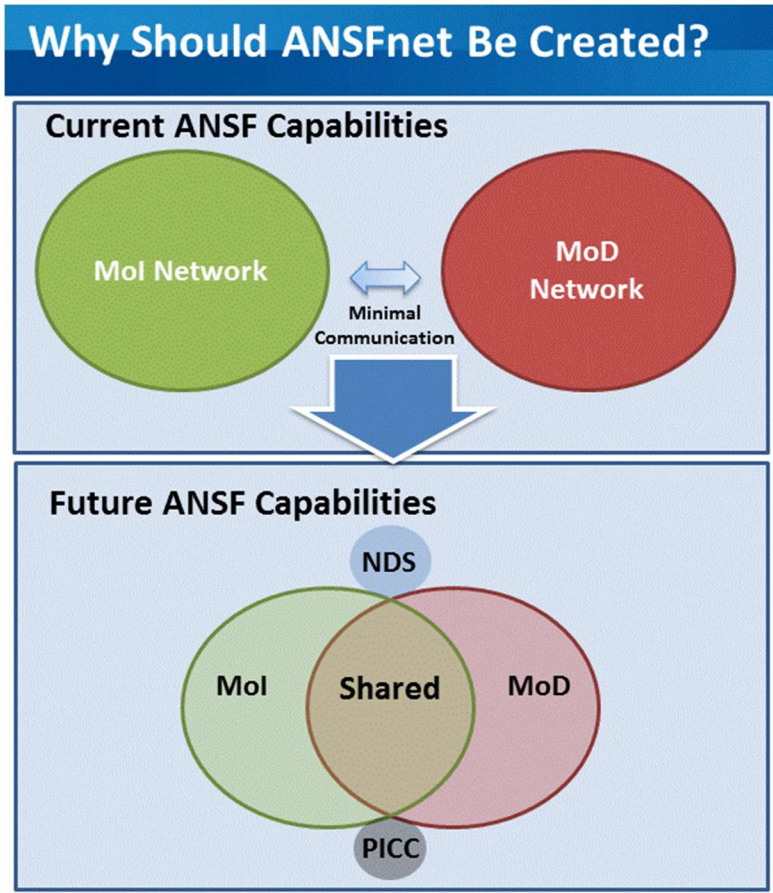 Why Should ANSFnet Be Created?
Current ANSF Capabilities
MoI Network
MoD
Network
Minimal
Communication
Future ANSF Capabilities
NDS
MoI
Shared
MoD
PICC